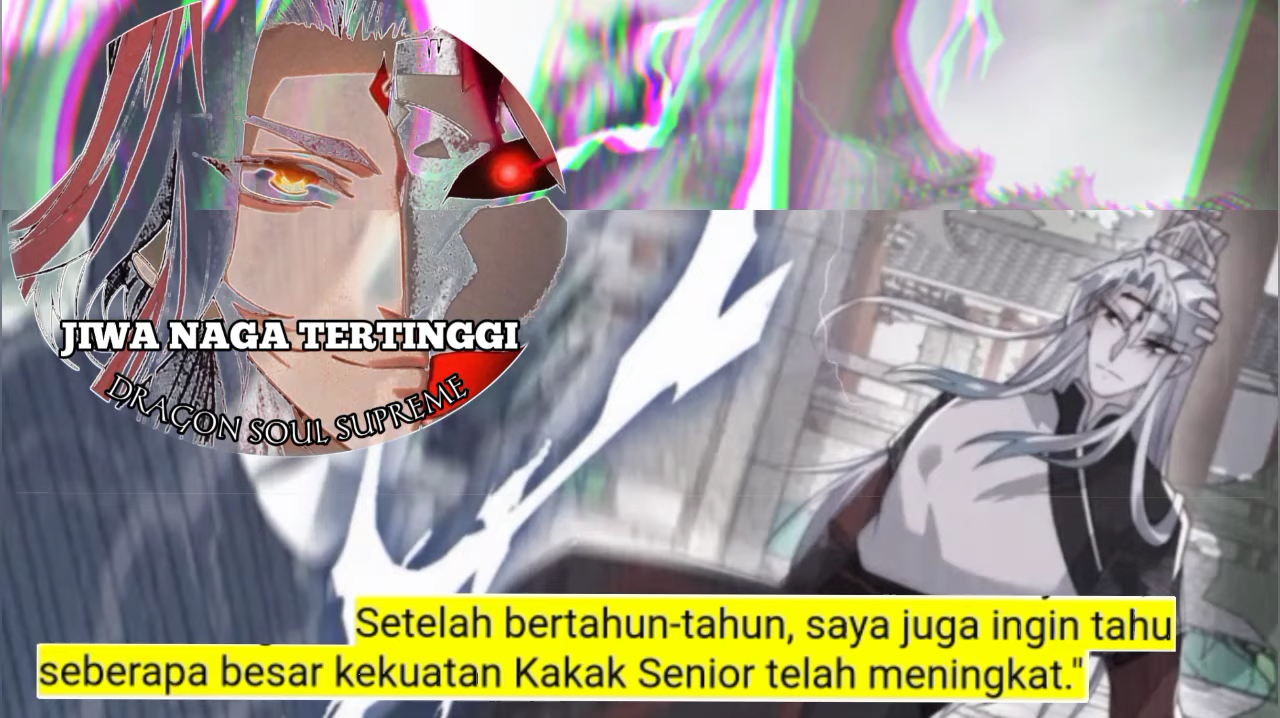 JIWA NAGA TERTINGGI
DRAGON SOUL SUPREME
Setelah bertahun-tahun, saya juga ingin tahu
seberapa besar kekuatan Kakak Senior telah meningkat."